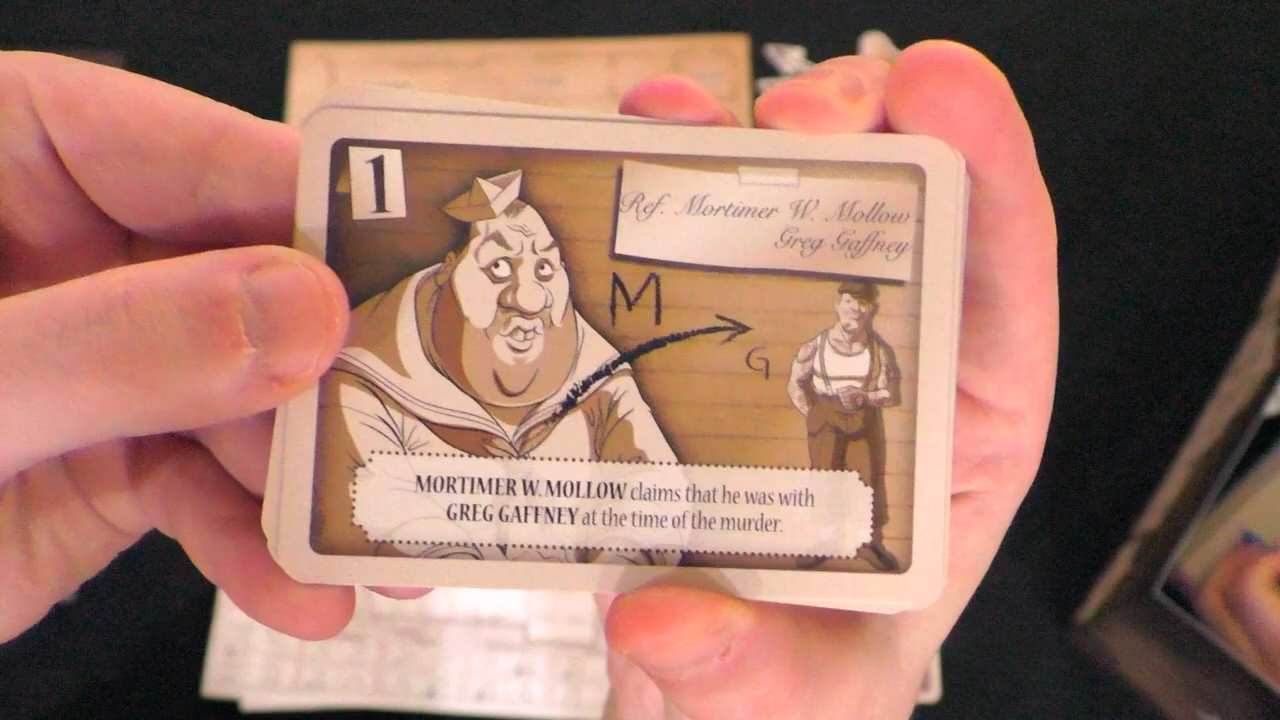 1
Ref. Mortimer W. Mollow
Greg Gaffney
M
G
MORTIMER W. MOLLOW claims that he was with
GREG GAFFNEY at the time of the murder.